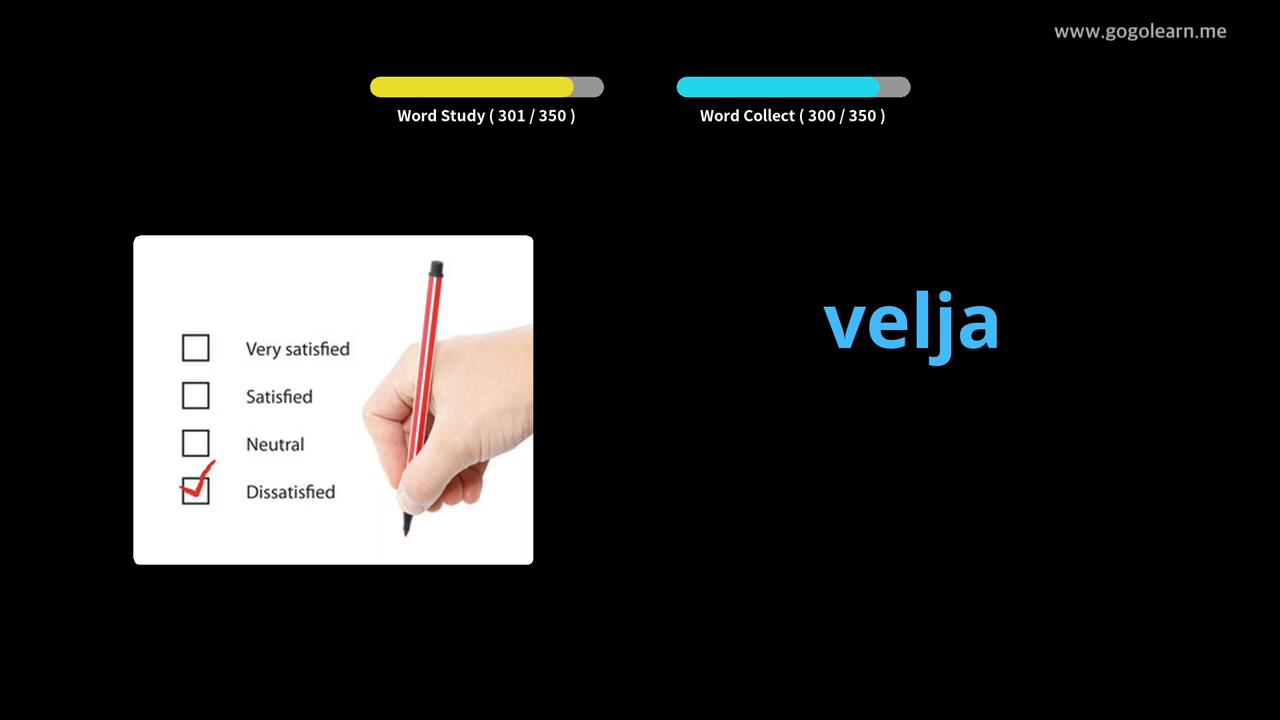 www.gogolearn.me
Word Study ( 301 / 350 )
Word Collect ( 300 / 350 )
velja
Very satisfied
Satisfied
Neutral
Dissatisfied